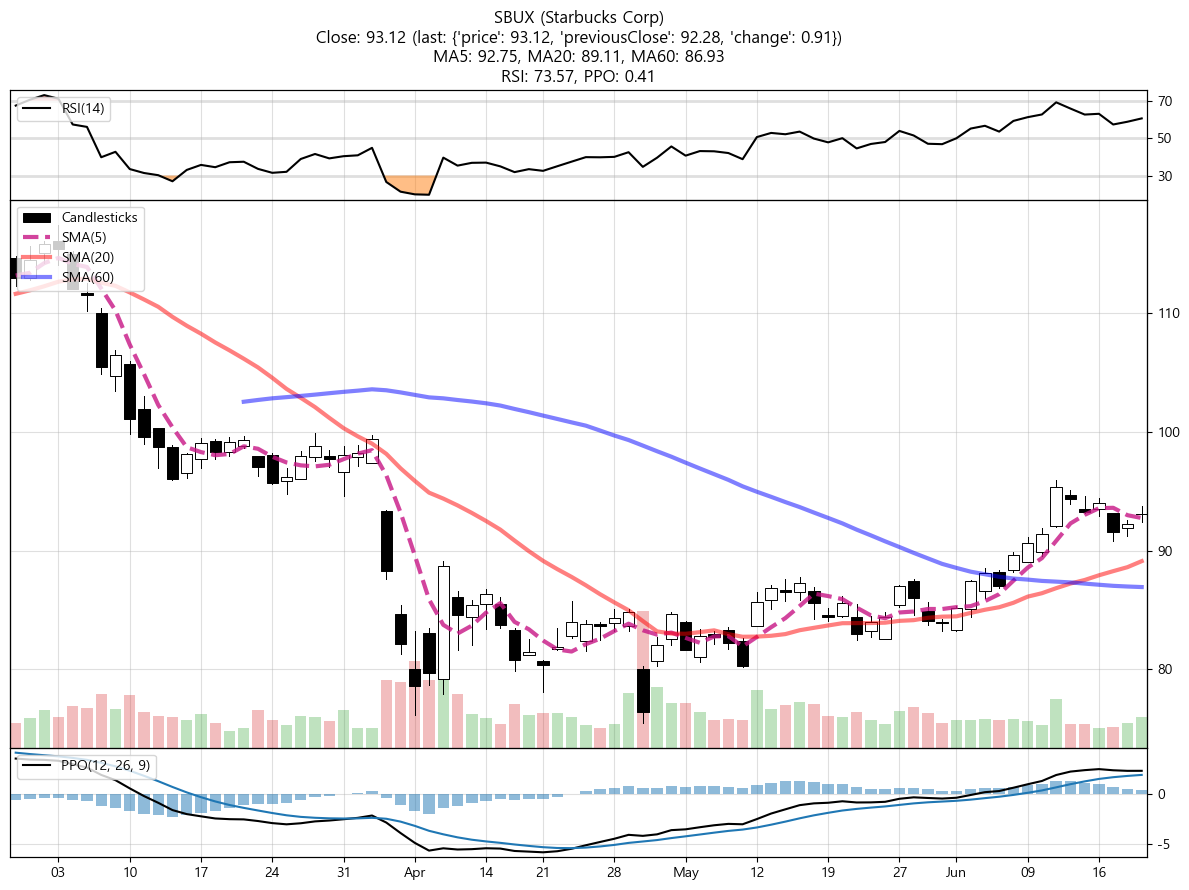 SBUX (Starbucks Corp)
Close: 93.12 (last: {'price': 93.12, 'previousClose': 92.28, 'change': 0.91})
MA5: 92.75, MA20: 89.11, MA60: 86.93
RSI: 73.57, PPO: 0.41
RSI(14)
70
50
30
Candlesticks
SMA(5)
SMA(20)
SMA(60)
110
100
90
80
PPO(12, 26, 9)
0
-5
03 10 17 24 31 Apr 14 21 28 May 12 19 27 Jun 09 16